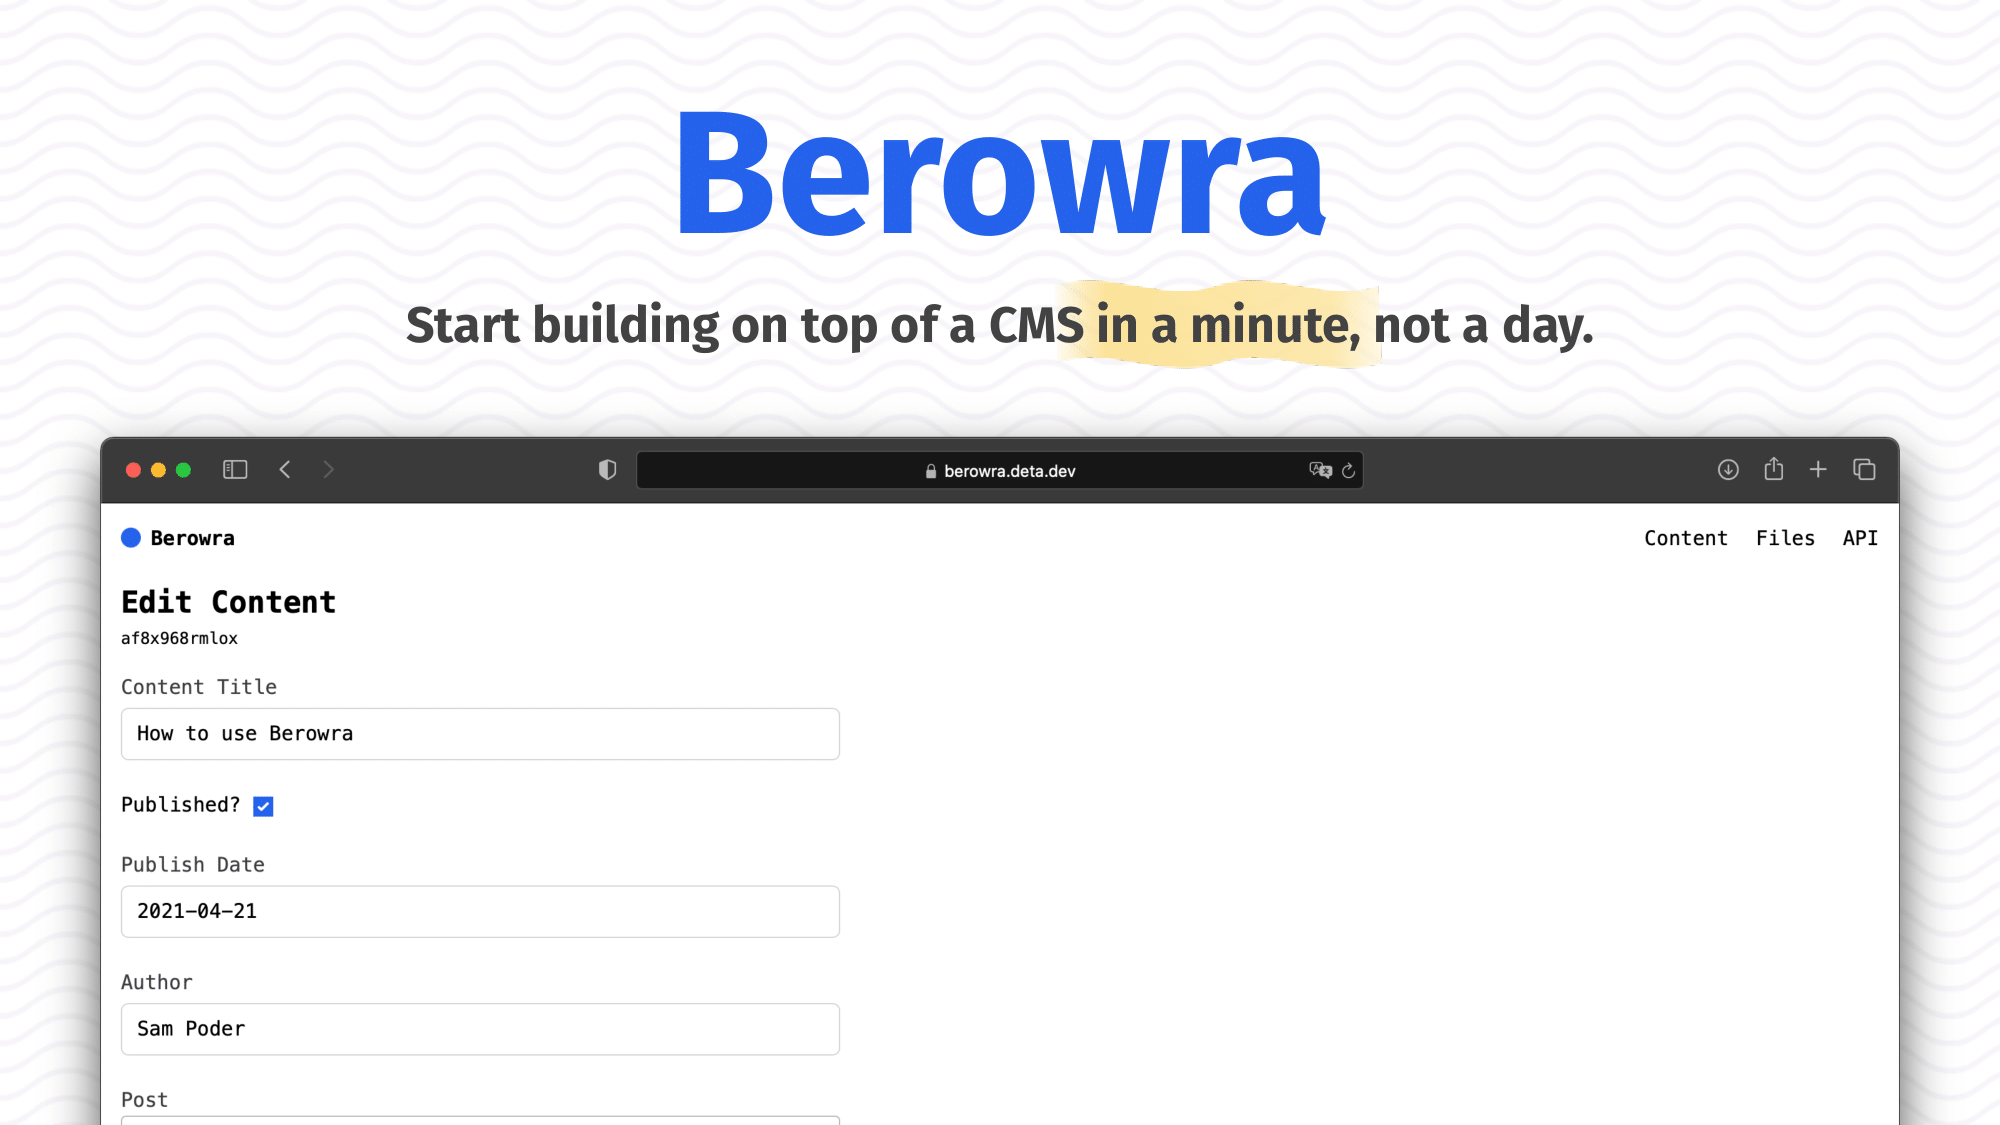 Berowra
Start building on top of a CMS in a minute, not a day.
berowra.deta.dev
Berowra
Content Files API
Edit Content
af8x968rmlox
Content Title
How to use Berowra
Published?
Publish Date
2021-04-21
Author
Sam Poder
Post